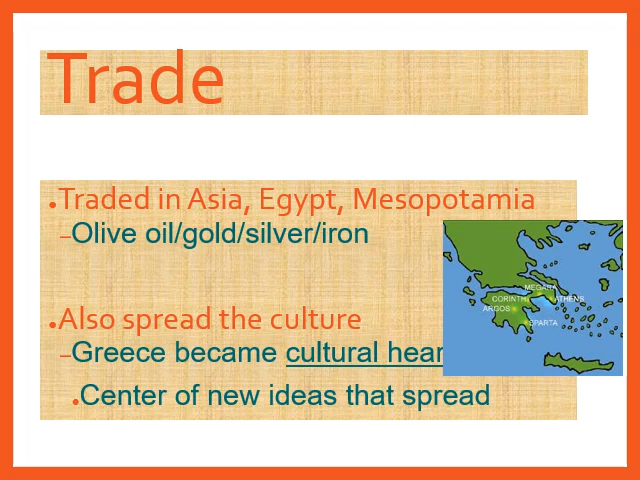 Trade
•Traded in Asia, Egypt, Mesopotamia
–Olive oil/gold/silver/iron
MEGARA
CORINTH
ATHENS
ARGOS
SPARTA
•Also spread the culture
–Greece became cultural hear
•Center of new ideas that spread